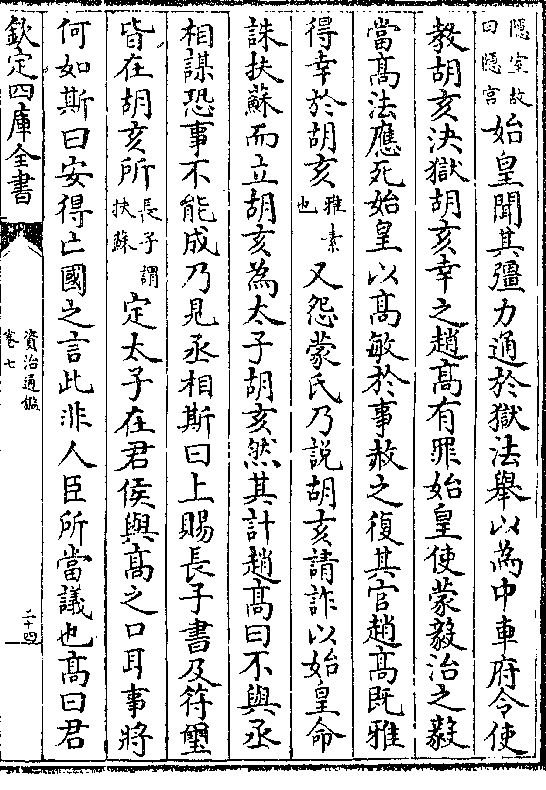 隱室故曰隱宮始皇聞其彊力通於獄法舉以為中車府令使
教胡亥決獄胡亥幸之趙高有罪始皇使蒙毅治之毅
當高法應死始皇以高敏於事赦之復其官趙高既雅
得幸於胡亥雅素也又怨蒙氏乃説胡亥請詐以始皇命
誅扶蘇而立胡亥為太子胡亥然其計趙高曰不與丞
相謀恐事不能成乃見丞相斯曰上賜長子書及符璽
皆在胡亥所長子謂扶蘇定太子在君侯與高之口耳事將
何如斯曰安得亡國之言此非人臣所當議也高曰君
欽定四庫全書
資治通鑑
卷七
二十四